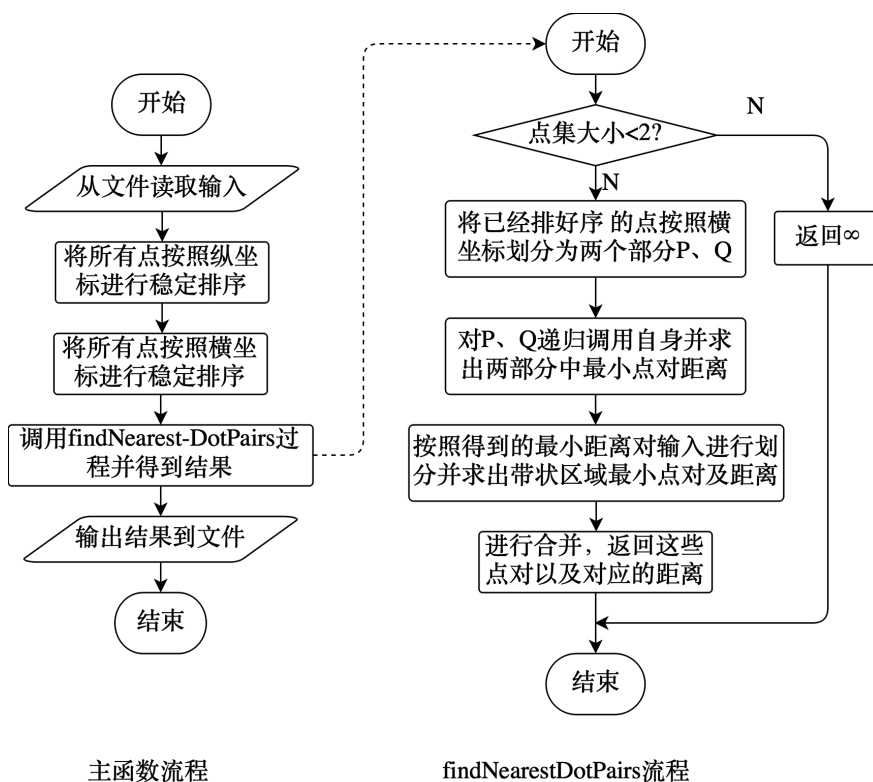 开始
从文件读取输入
将所有点按照纵坐
标进行稳定排序
将所有点按照横坐
标进行稳定排序
调用findNearest-DotPairs过
程并得到结果
输出结果到文件
结束
主函数流程
开始
点集大小<2?
N
N
将已经排好序 的点按照横
坐标划分为两个部分P、Q
返回∞
对P、Q递归调用自身并求
出两部分中最小点对距离
按照得到的最小距离对输入进行划
分并求出带状区域最小点对及距离
进行合并，返回这些
点对以及对应的距离
结束
findNearestDotPairs流程